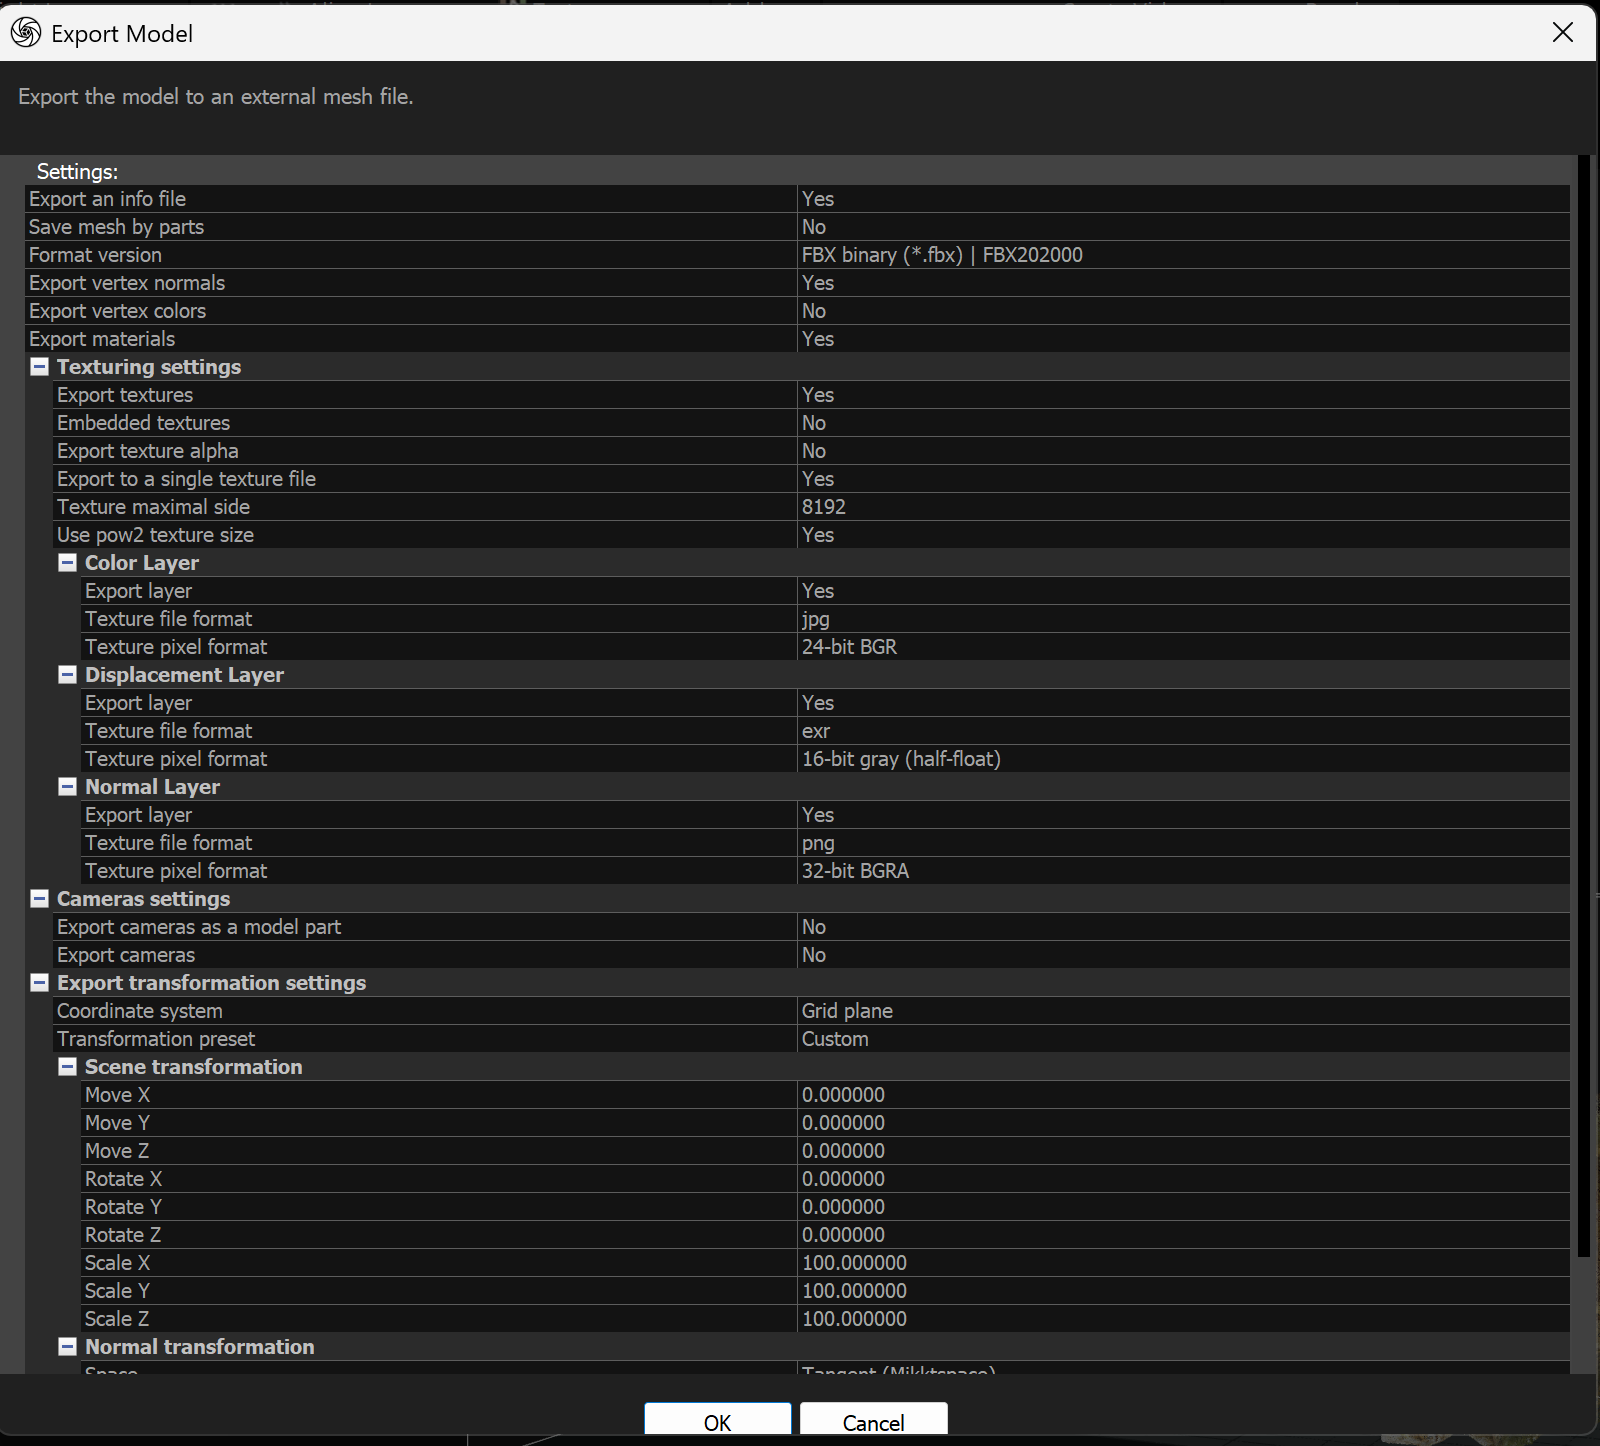 Export Model
Export the model to an external mesh file.
Settings:
Export an info file Yes
Save mesh by parts No
Format version FBX binary (*.fbx) | FBX202000
Export vertex normals Yes
Export vertex colors No
Export materials Yes
Texturing settings
Export textures Yes
Embedded textures No
Export texture alpha No
Export to a single texture file Yes
Texture maximal side 8192
Use pow2 texture size Yes
Color Layer
Export layer Yes
Texture file format jpg
Texture pixel format 24-bit BGR
Displacement Layer
Export layer Yes
Texture file format exr
Texture pixel format 16-bit gray (half-float)
Normal Layer
Export layer Yes
Texture file format png
Texture pixel format 32-bit BGRA
Cameras settings
Export cameras as a model part No
Export cameras No
Export transformation settings
Coordinate system Grid plane
Transformation preset Custom
Scene transformation
Move X 0.000000
Move Y 0.000000
Move Z 0.000000
Rotate X 0.000000
Rotate Y 0.000000
Rotate Z 0.000000
Scale X 100.000000
Scale Y 100.000000
Scale Z 100.000000
Normal transformation
Space Tangent (Mikktspace)
OK Cancel